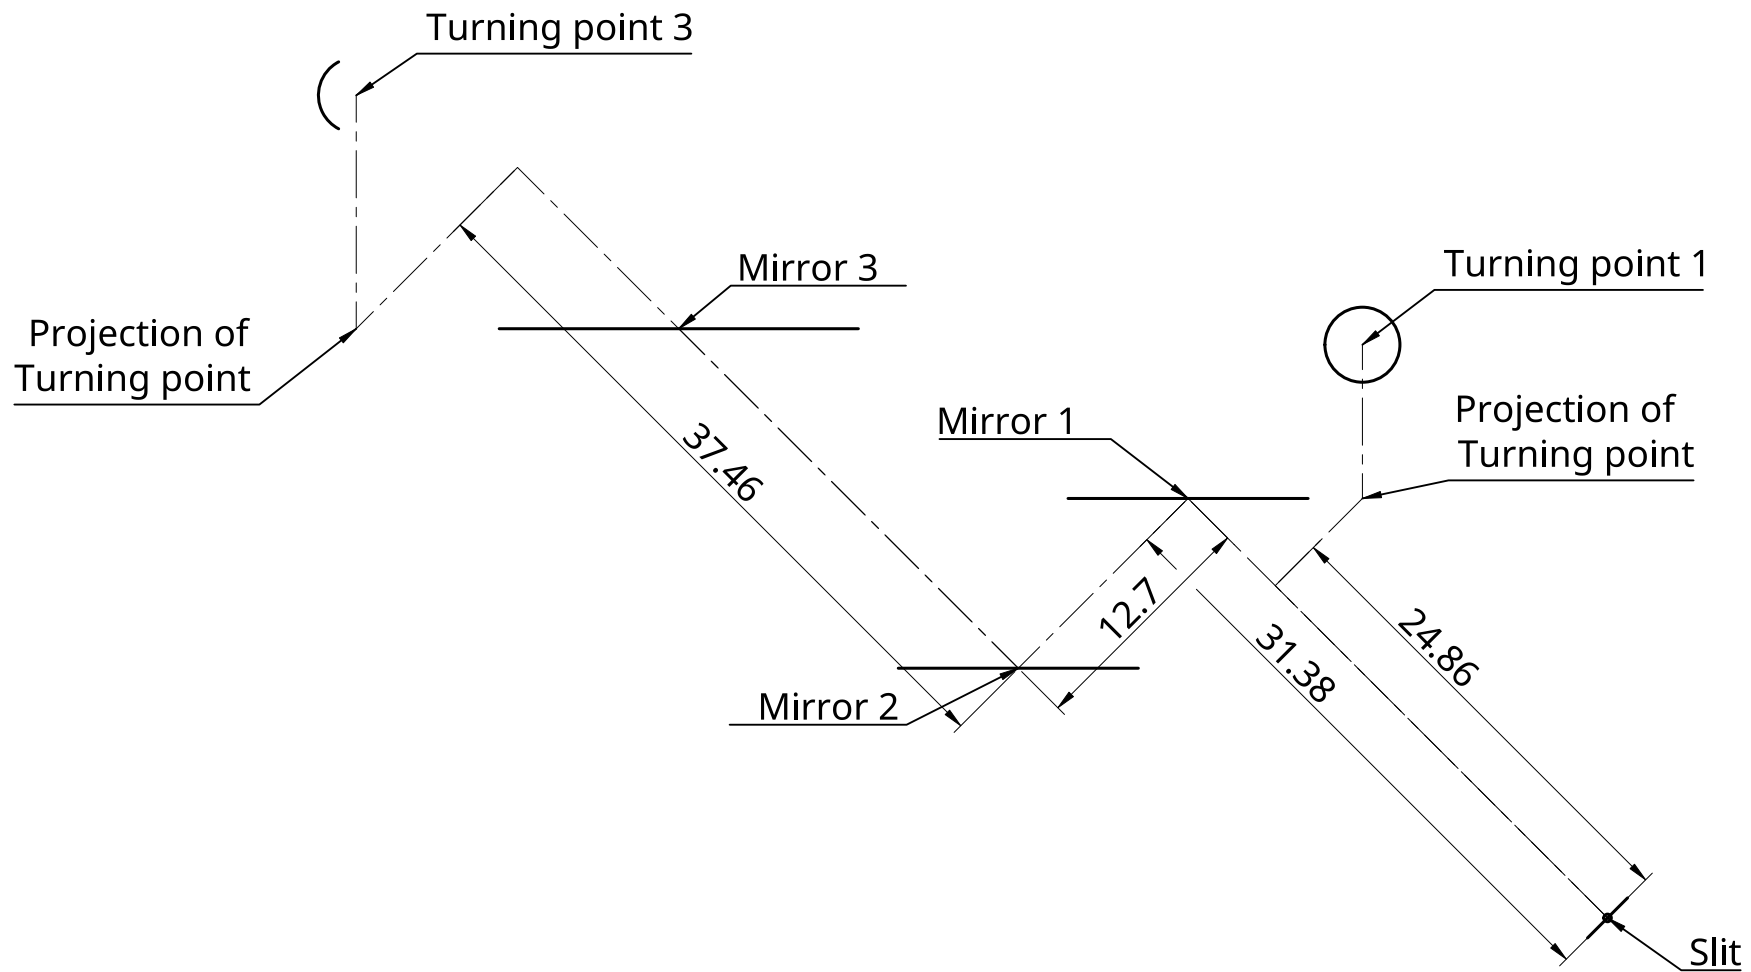 Turning point 3
Mirror 3
Turning point 1
Projection of
Turning point
Projection of
Turning point
Mirror 1
37.46
12.7
31.38
24.86
Mirror 2
Slit